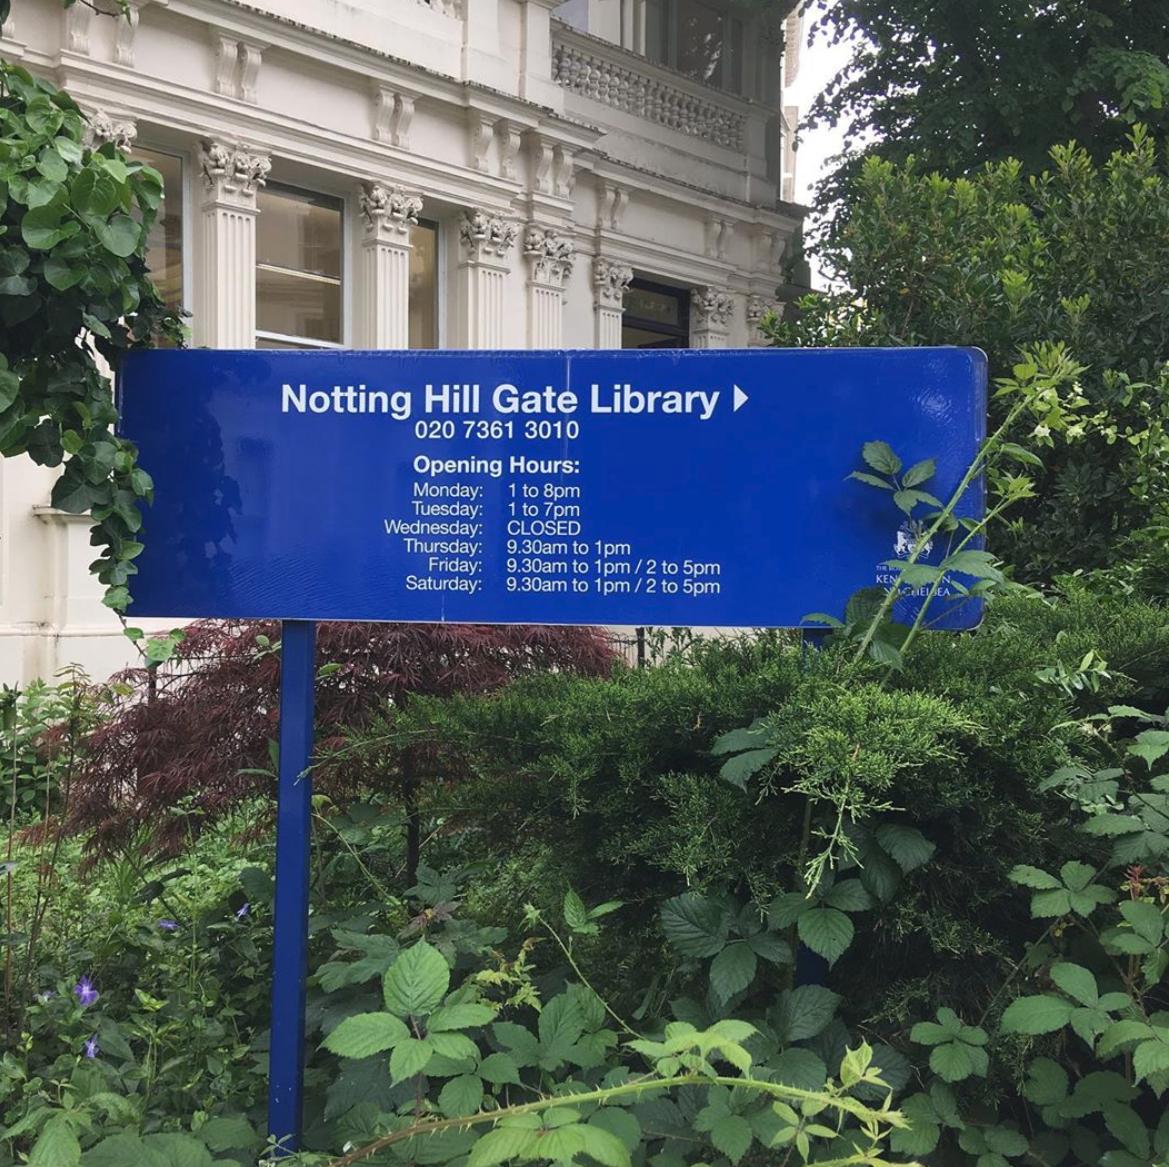 Notting Hill Gate Library
020 7361 3010
Opening Hours:
Monday: 1 to 8pm
Tuesday: 1 to 7pm
Wednesday: CLOSED
Thursday: 9.30am to 1pm
Friday: 9.30am to 1pm / 2 to 5pm
Saturday: 9.30am to 1pm / 2 to 5pm
THE